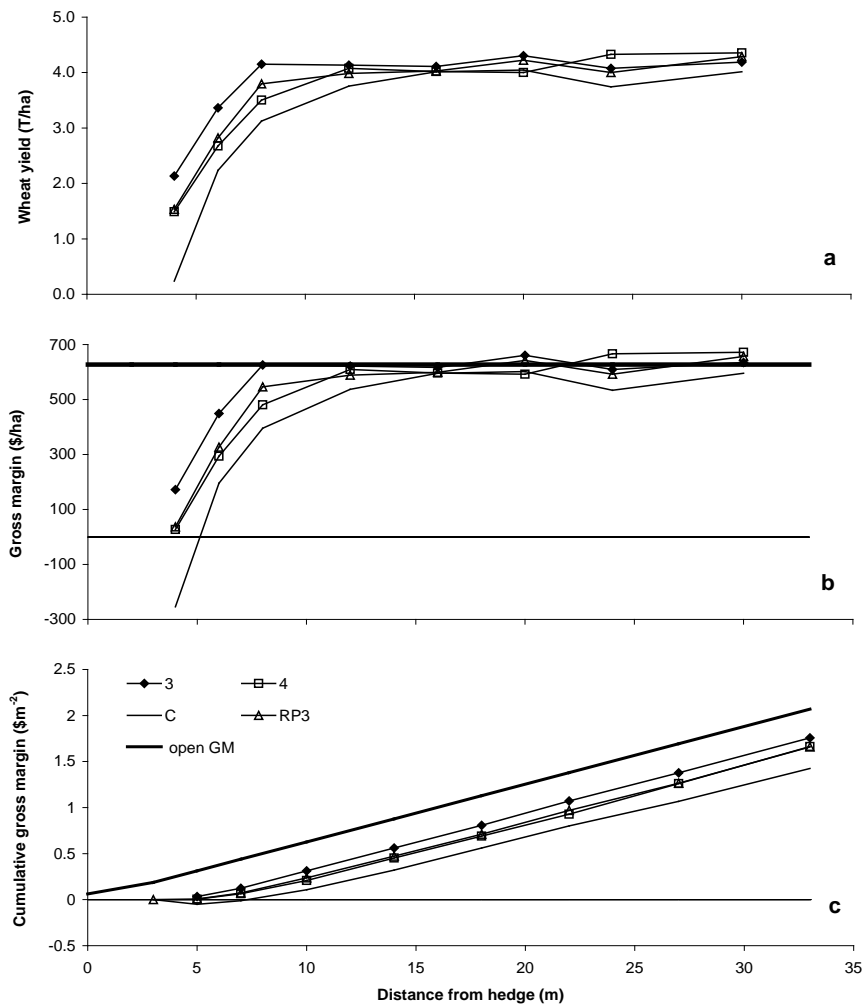 5.0
4.0
3.0
2.0
1.0
0.0
Wheat yield (T/ha)
a
700
500
300
100
-100
-300
Gross margin ($/ha)
b
2.5
2
1.5
1
0.5
0
-0.5
Cumulative gross margin ($m-2)
3
4
C
RP3
open GM
c
0 5 10 15 20 25 30 35
Distance from hedge (m)